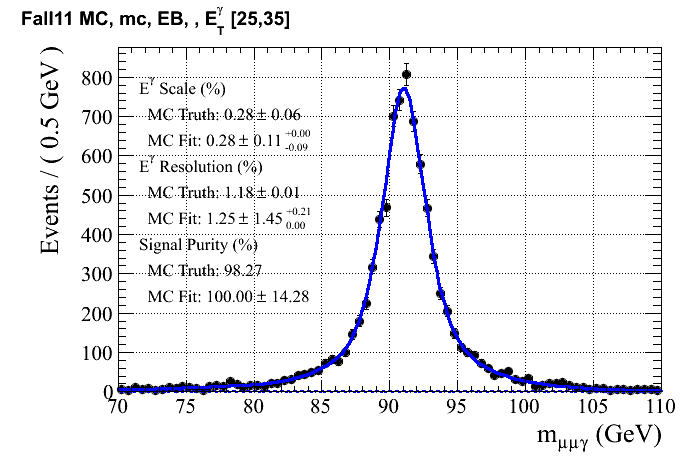 Fall11 MC, mc, EB, , E_T^γ [25,35]
Events / ( 0.5 GeV )
800
700
600
500
400
300
200
100
0
E^γ Scale (%)
MC Truth: 0.28 ± 0.06
MC Fit: 0.28 ± 0.11 +0.00 -0.09
E^γ Resolution (%)
MC Truth: 1.18 ± 0.01
MC Fit: 1.25 ± 1.45 +0.21 0.00
Signal Purity (%)
MC Truth: 98.27
MC Fit: 100.00 ± 14.28
70 75 80 85 90 95 100 105 110
m_μμγ (GeV)